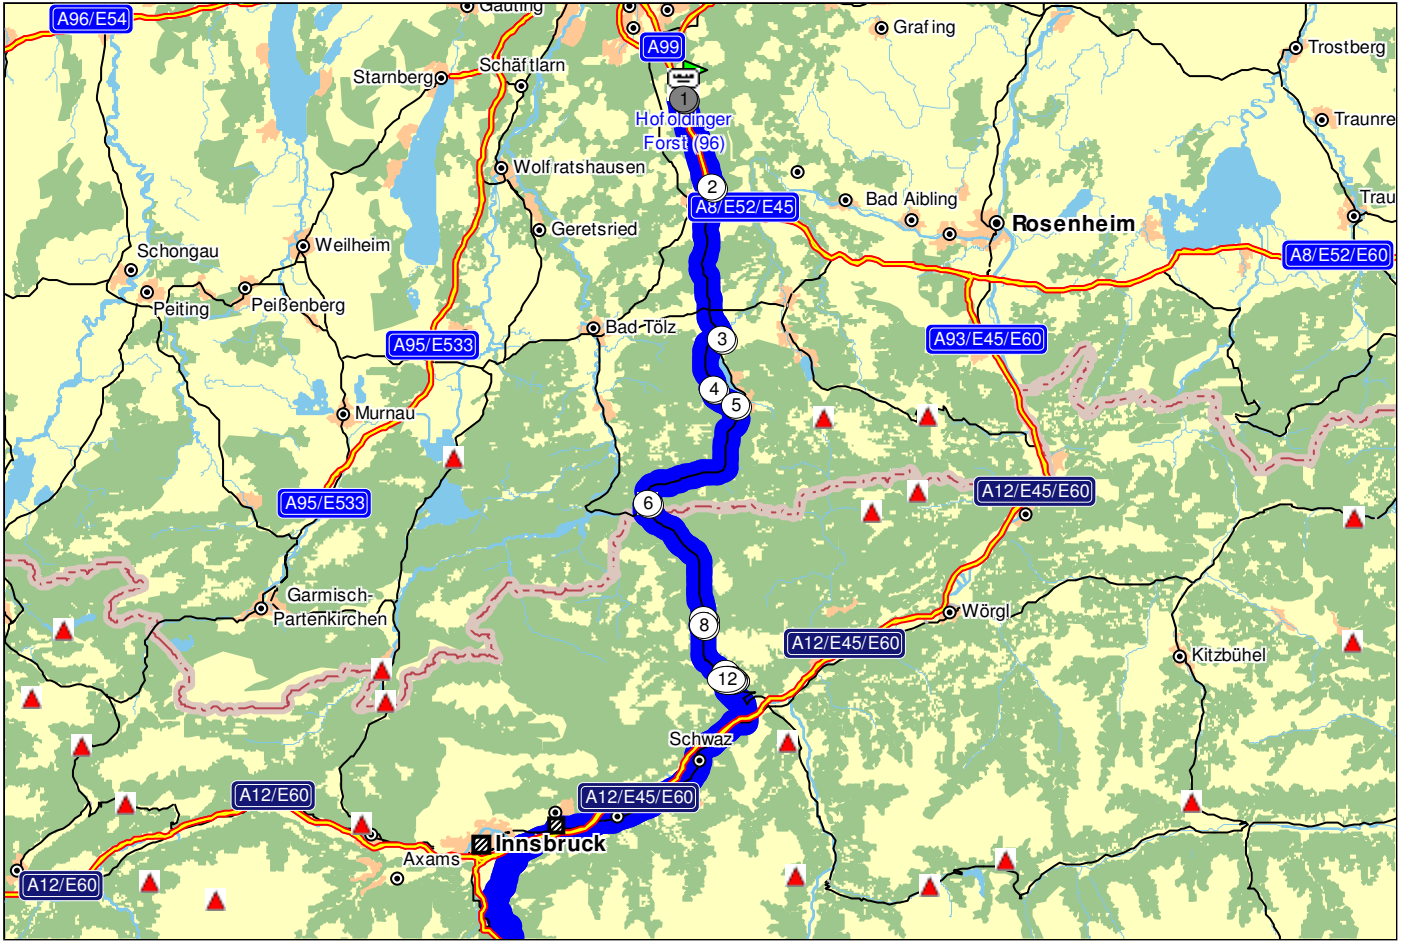 Gauting
A96/E54
Grafing
A99
Trostberg
Schäftlarn
Starnberg
1
Hofoldinger
Forst (96)
Traunre
Wolfratshausen
2
Bad Aibling
Trau
A8/E52/E45
Rosenheim
Geretsried
Weilheim
Schongau
A8/E52/E60
Peiting
Peißenberg
Bad Tölz
3
A93/E45/E60
A95/E533
4
5
Murnau
A12/E45/E60
A95/E533
6
Garmisch-
Partenkirchen
Wörgl
8
A12/E45/E60
Kitzbühel
12
Schwaz
A12/E60
A12/E45/E60
Innsbruck
Axams
A12/E60